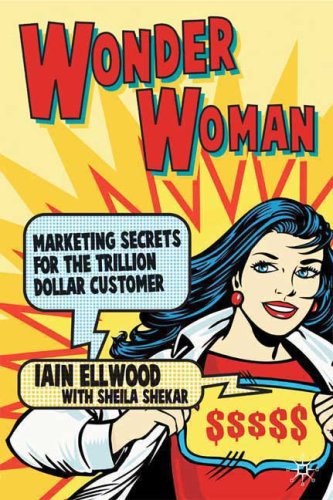 WONDER
WOMAN
MARKETING SECRETS
FOR THE TRILLION
DOLLAR CUSTOMER
IAIN ELLWOOD
WITH SHEILA SHEKAR
$$$$$